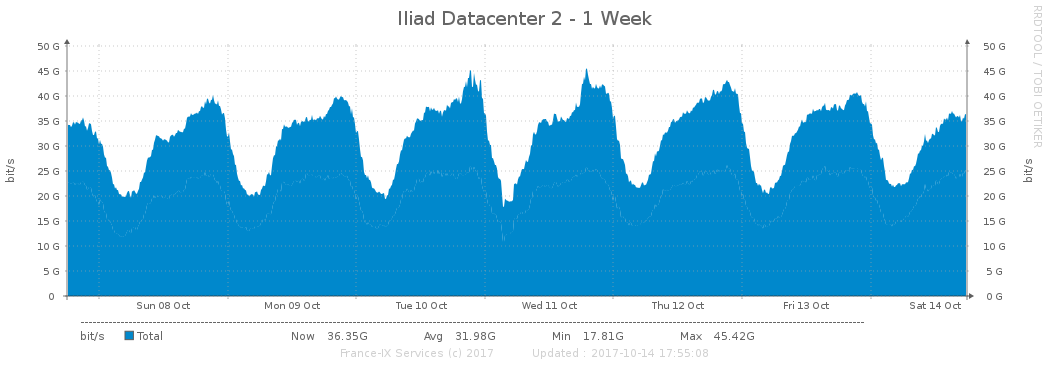 Iliad Datacenter 2 - 1 Week
RRDTOOL / TOBI OETIKER
50 G 50 G
45 G 45 G
40 G 40 G
35 G 35 G
30 G 30 G
25 G 25 G
20 G 20 G
15 G 15 G
10 G 10 G
5 G 5 G
0 0 G
bit/s
bit/s
Sun 08 Oct Mon 09 Oct Tue 10 Oct Wed 11 Oct Thu 12 Oct Fri 13 Oct Sat 14 Oct
bit/s Total Now 36.35G Avg 31.98G Min 17.81G Max 45.42G
France-IX Services (c) 2017 Updated : 2017-10-14 17:55:08